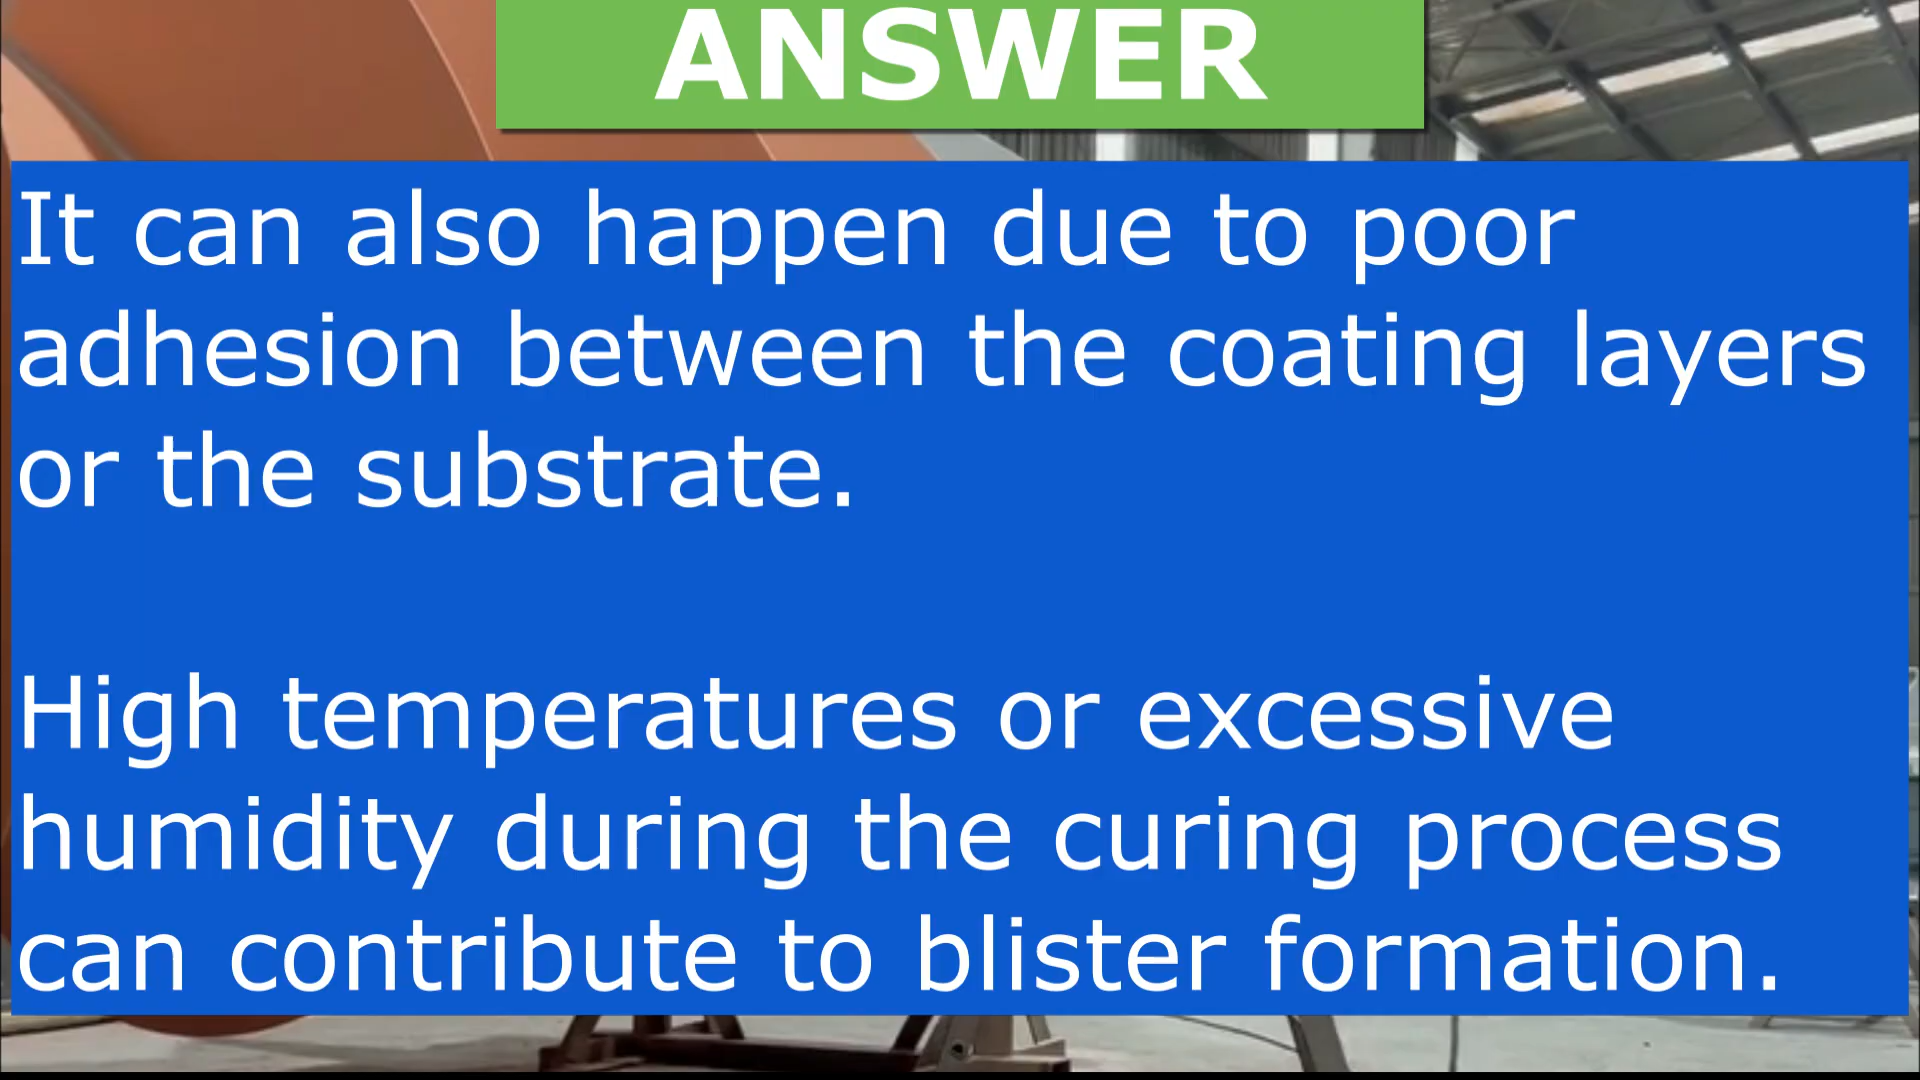 ANSWER
It can also happen due to poor
adhesion between the coating layers
or the substrate.
High temperatures or excessive
humidity during the curing process
can contribute to blister formation.